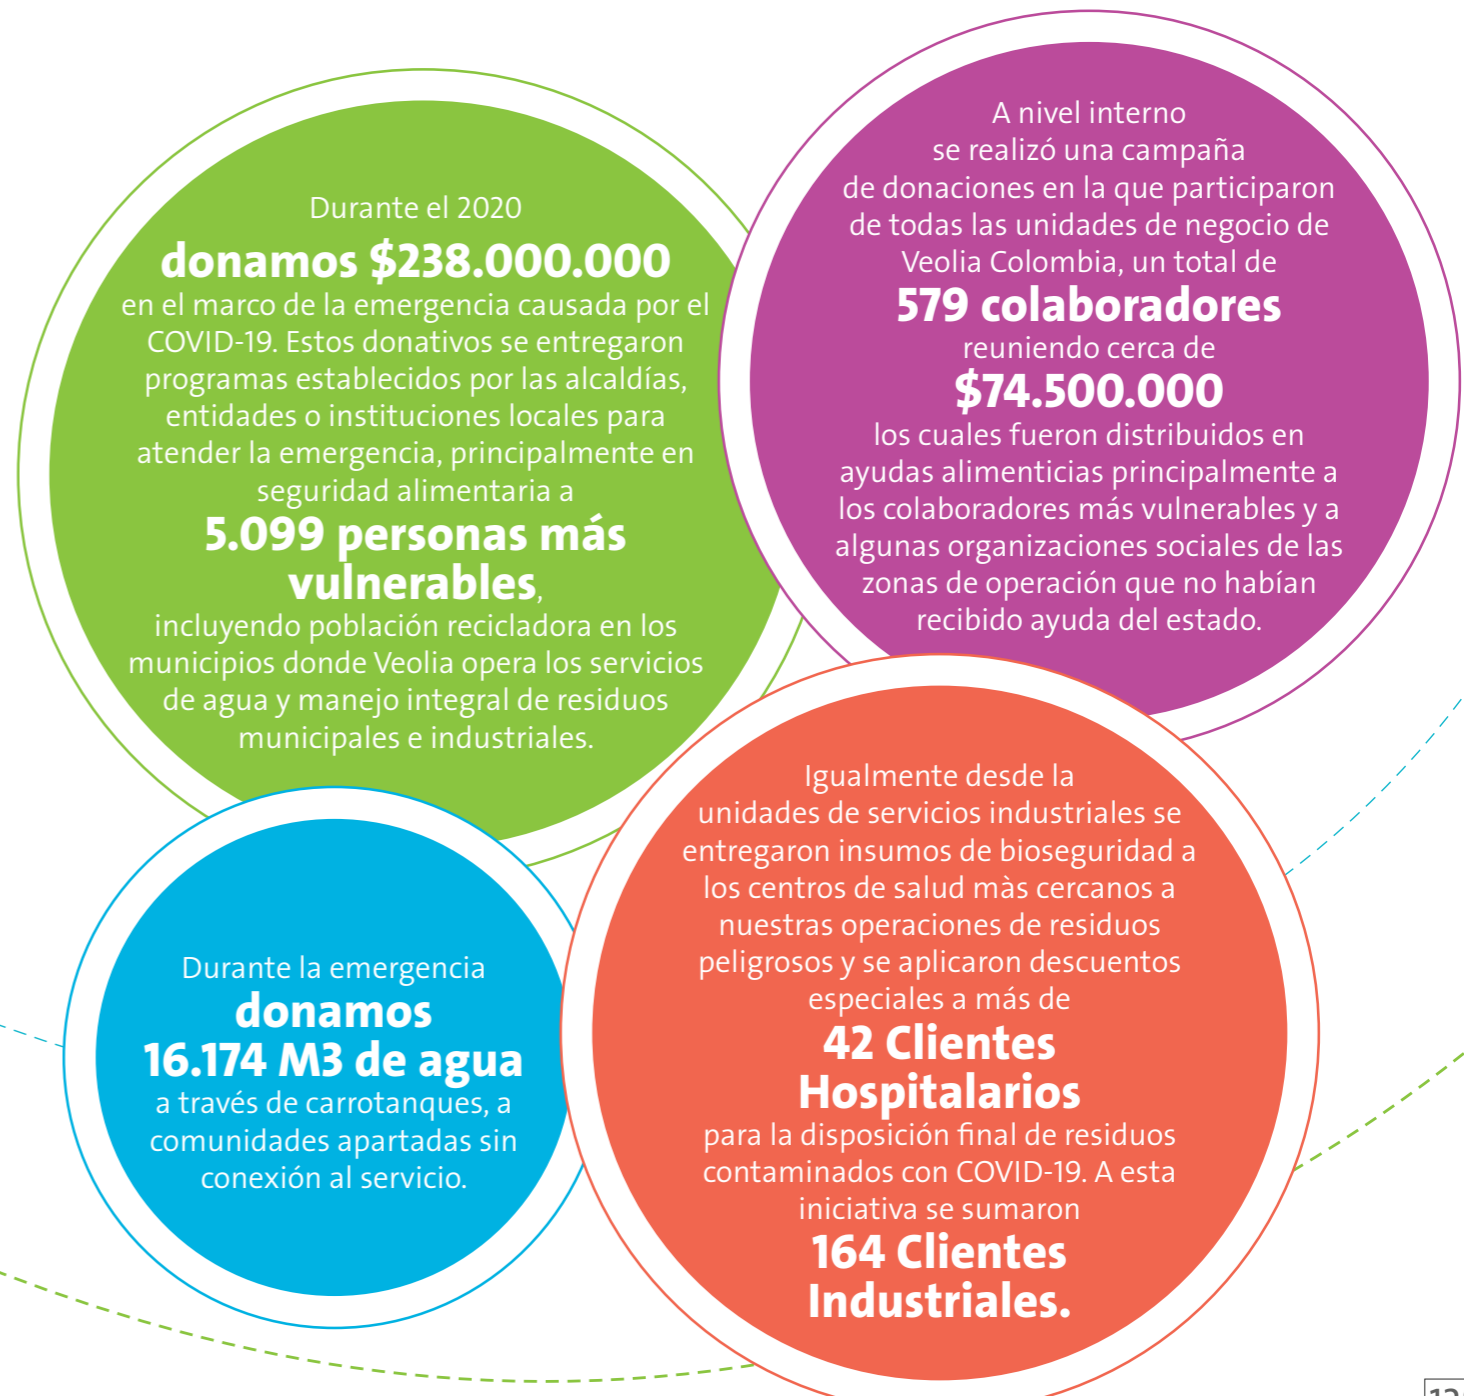 Durante el 2020
donamos $238.000.000
en el marco de la emergencia causada por el
COVID-19. Estos donativos se entregaron
programas establecidos por las alcaldías,
entidades o instituciones locales para
atender la emergencia, principalmente en
seguridad alimentaria a
5.099 personas más
vulnerables,
incluyendo población recicladora en los
municipios donde Veolia opera los servicios
de agua y manejo integral de residuos
municipales e industriales.
A nivel interno
se realizó una campaña
de donaciones en la que participaron
de todas las unidades de negocio de
Veolia Colombia, un total de
579 colaboradores
reuniendo cerca de
$74.500.000
los cuales fueron distribuidos en
ayudas alimenticias principalmente a
los colaboradores más vulnerables y a
algunas organizaciones sociales de las
zonas de operación que no habían
recibido ayuda del estado.
Durante la emergencia
donamos
16.174 M3 de agua
a través de carrotanques, a
comunidades apartadas sin
conexión al servicio.
Igualmente desde la
unidades de servicios industriales se
entregaron insumos de bioseguridad a
los centros de salud màs cercanos a
nuestras operaciones de residuos
peligrosos y se aplicaron descuentos
especiales a más de
42 Clientes
Hospitalarios
para la disposición final de residuos
contaminados con COVID-19. A esta
iniciativa se sumaron
164 Clientes
Industriales.